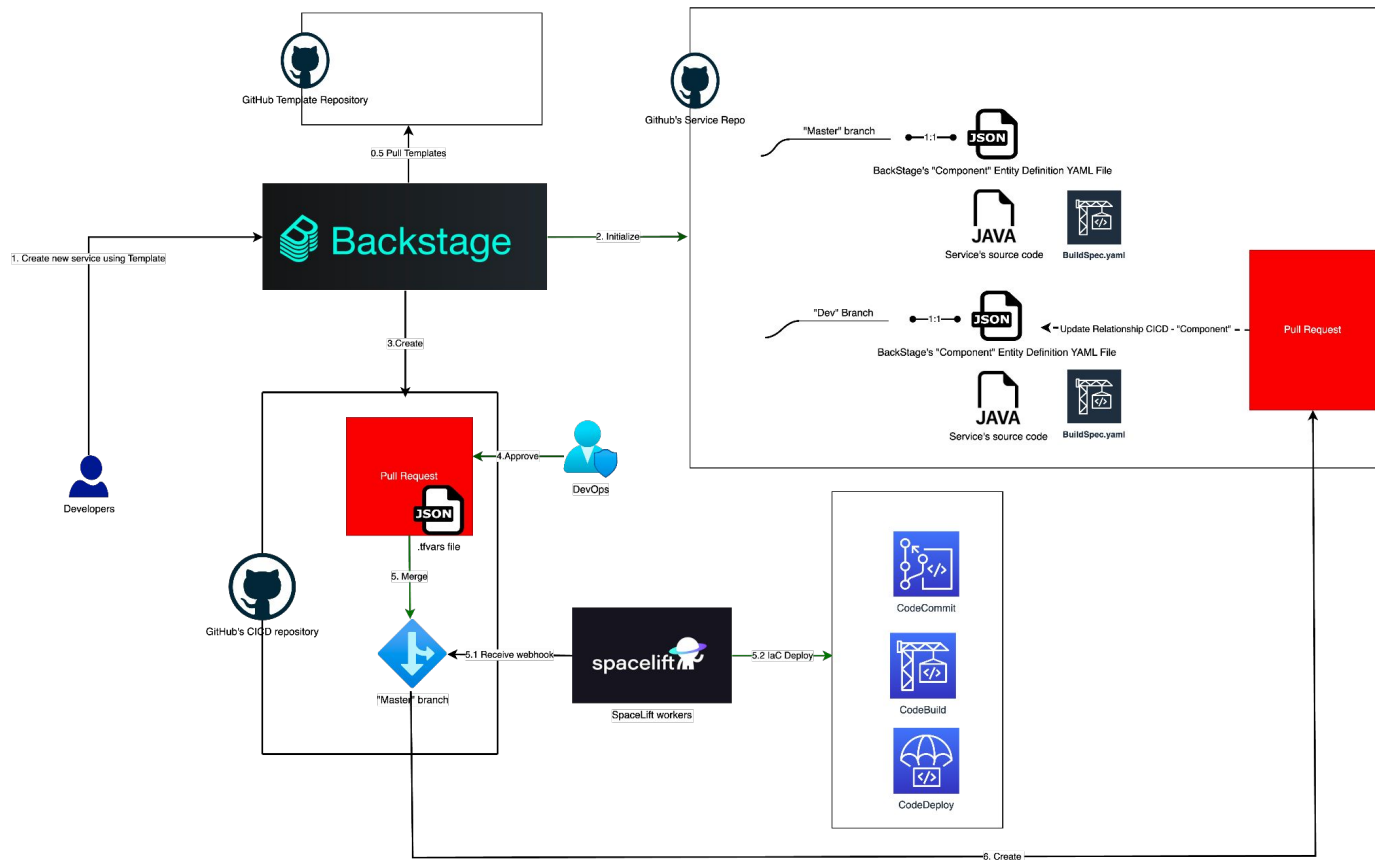 GitHub Template Repository
0.5 Pull Templates
Backstage
1. Create new service using Template
2. Initialize
3.Create
Developers
Github's Service Repo
"Master" branch
1:1
JSON
BackStage's "Component" Entity Definition YAML File
JAVA
Service's source code
BuildSpec.yaml
"Dev" Branch
1:1
JSON
Update Relationship CICD - "Component"
BackStage's "Component" Entity Definition YAML File
JAVA
Service's source code
BuildSpec.yaml
Pull Request
Pull Request
JSON
.tfvars file
4.Approve
DevOps
5. Merge
GitHub's CICD repository
"Master" branch
5.1 Receive webhook
spacelift
SpaceLift workers
5.2 IaC Deploy
CodeCommit
CodeBuild
CodeDeploy
6. Create